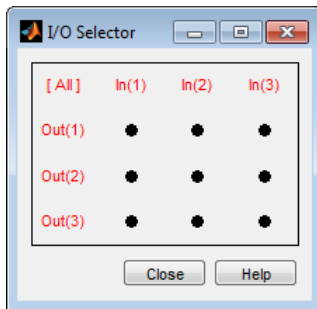 I/O Selector
[ All ] In(1) In(2) In(3)
Out(1)
Out(2)
Out(3)
Close Help